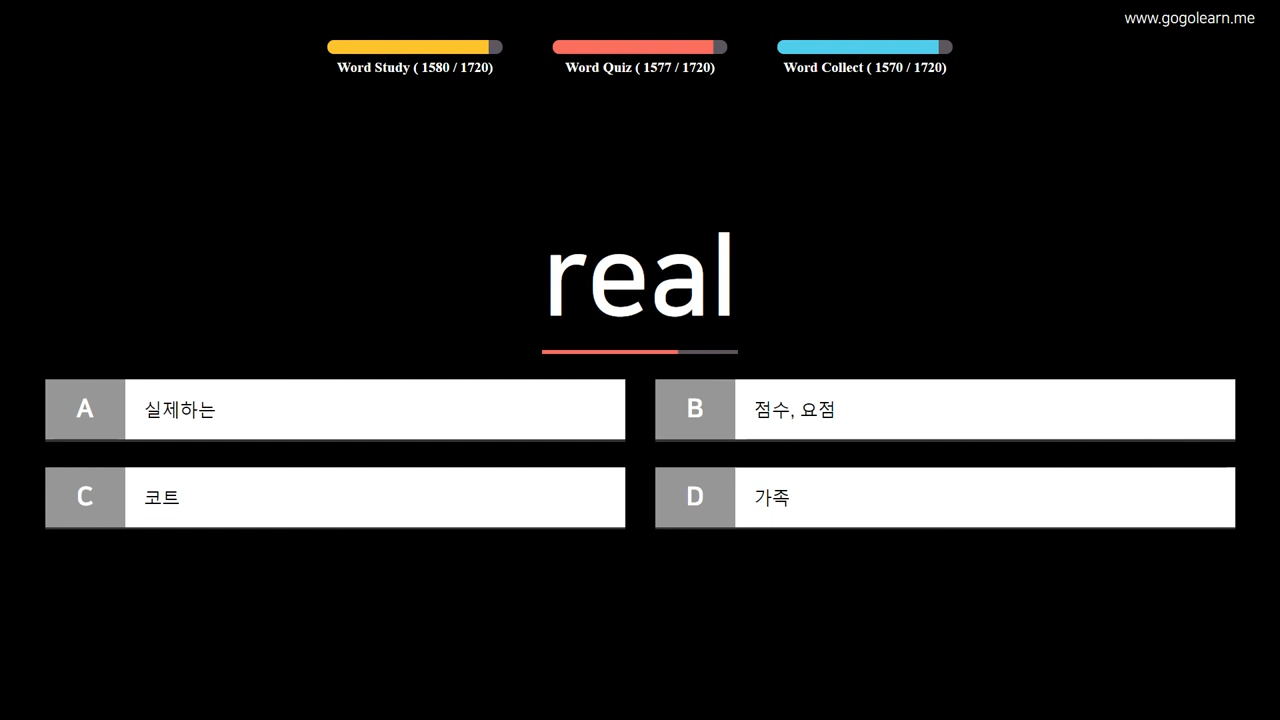 www.gogolearn.me
Word Study ( 1580 / 1720)
Word Quiz ( 1577 / 1720)
Word Collect ( 1570 / 1720)
real
A 실제하는
B 점수, 요점
C 코트
D 가족